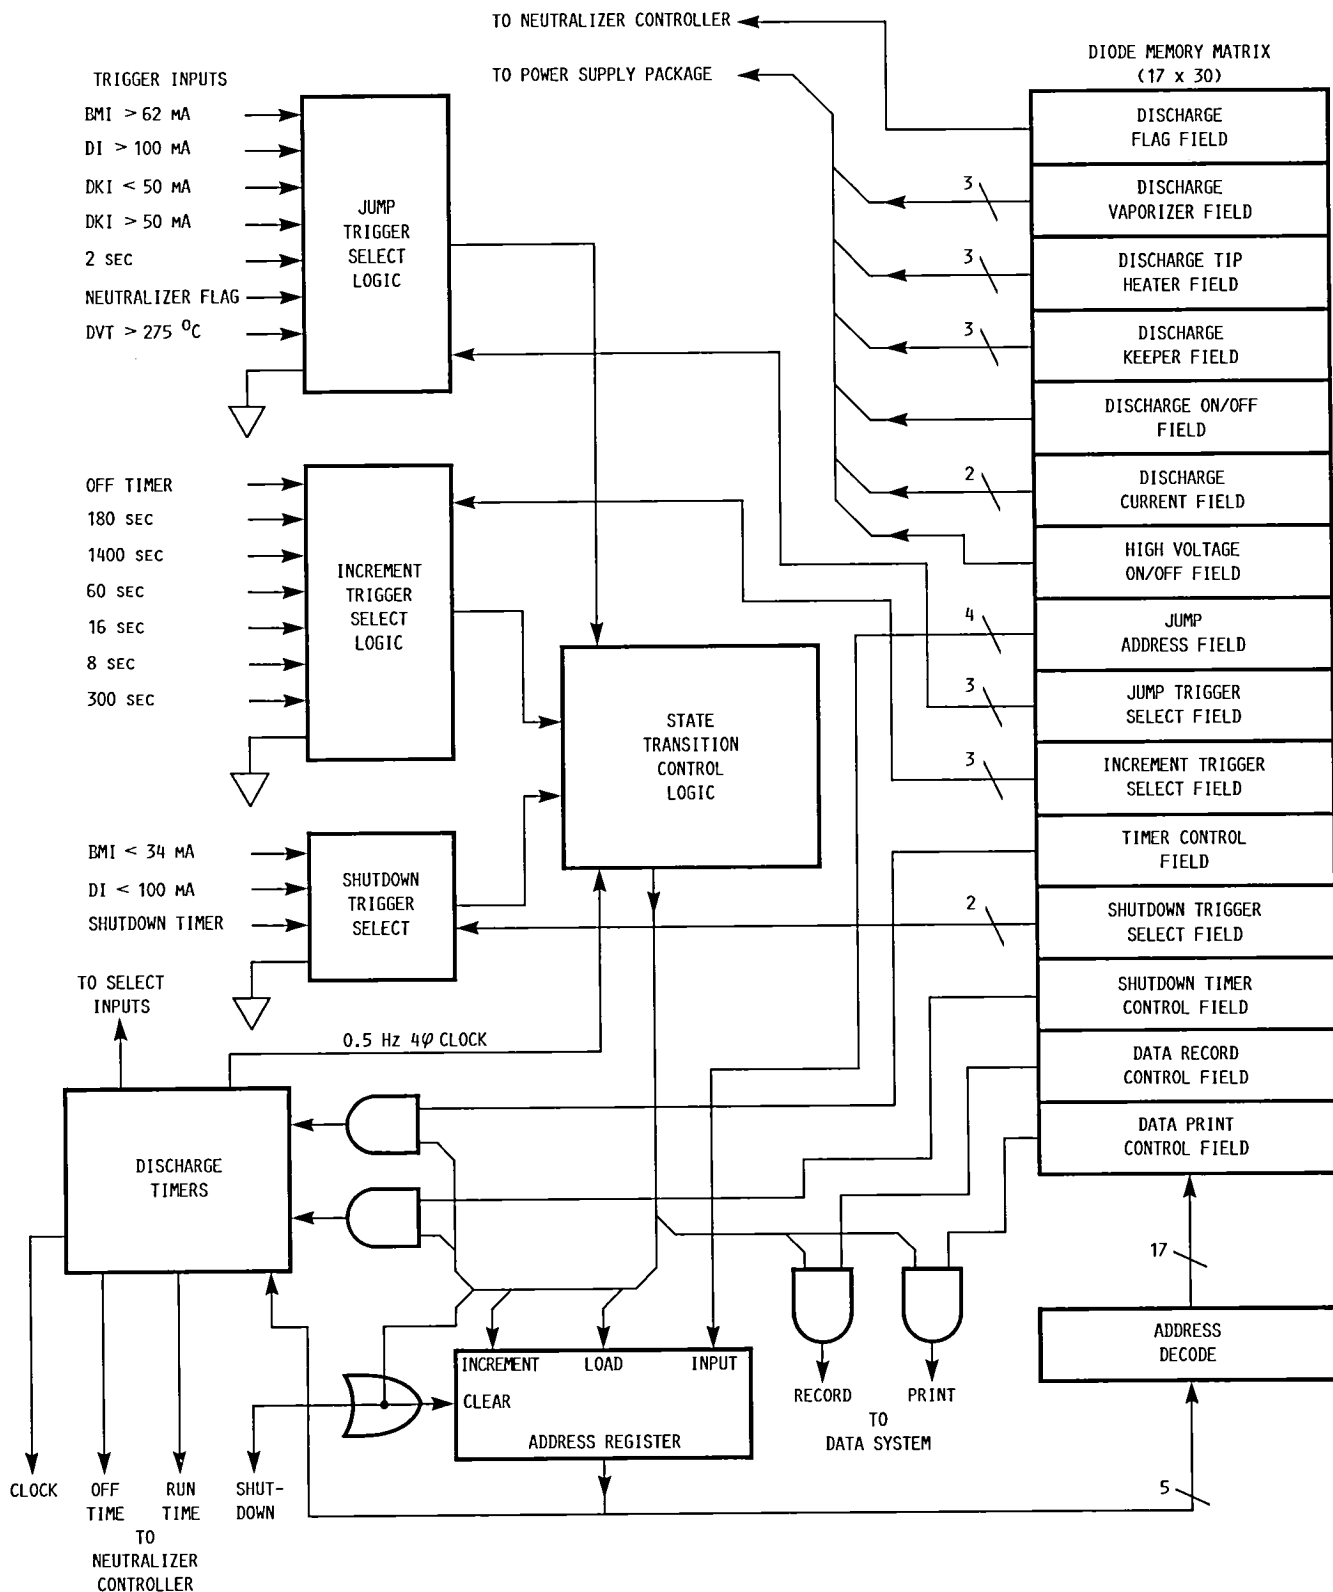 TO NEUTRALIZER CONTROLLER
TO POWER SUPPLY PACKAGE
DIODE MEMORY MATRIX
(17 x 30)
TRIGGER INPUTS
BMI > 62 MA
DI > 100 MA
DKI < 50 MA
DKI > 50 MA
2 SEC
NEUTRALIZER FLAG
DVT > 275 °C
JUMP
TRIGGER
SELECT
LOGIC
OFF TIMER
180 SEC
1400 SEC
60 SEC
16 SEC
8 SEC
300 SEC
INCREMENT
TRIGGER
SELECT
LOGIC
BMI < 34 MA
DI < 100 MA
SHUTDOWN TIMER
SHUTDOWN
TRIGGER
SELECT
STATE
TRANSITION
CONTROL
LOGIC
DISCHARGE
FLAG FIELD
3
DISCHARGE
VAPORIZER FIELD
3
DISCHARGE TIP
HEATER FIELD
3
DISCHARGE
KEEPER FIELD
DISCHARGE ON/OFF
FIELD
2
DISCHARGE
CURRENT FIELD
HIGH VOLTAGE
ON/OFF FIELD
4
JUMP
ADDRESS FIELD
3
JUMP TRIGGER
SELECT FIELD
3
INCREMENT TRIGGER
SELECT FIELD
TIMER CONTROL
FIELD
2
SHUTDOWN TRIGGER
SELECT FIELD
SHUTDOWN TIMER
CONTROL FIELD
DATA RECORD
CONTROL FIELD
DATA PRINT
CONTROL FIELD
TO SELECT
INPUTS
0.5 Hz 4φ CLOCK
DISCHARGE
TIMERS
17
ADDRESS
DECODE
5
INCREMENT LOAD INPUT
CLEAR
ADDRESS REGISTER
RECORD PRINT
TO
DATA SYSTEM
CLOCK
OFF
TIME
RUN
TIME
SHUT-
DOWN
TO
NEUTRALIZER
CONTROLLER